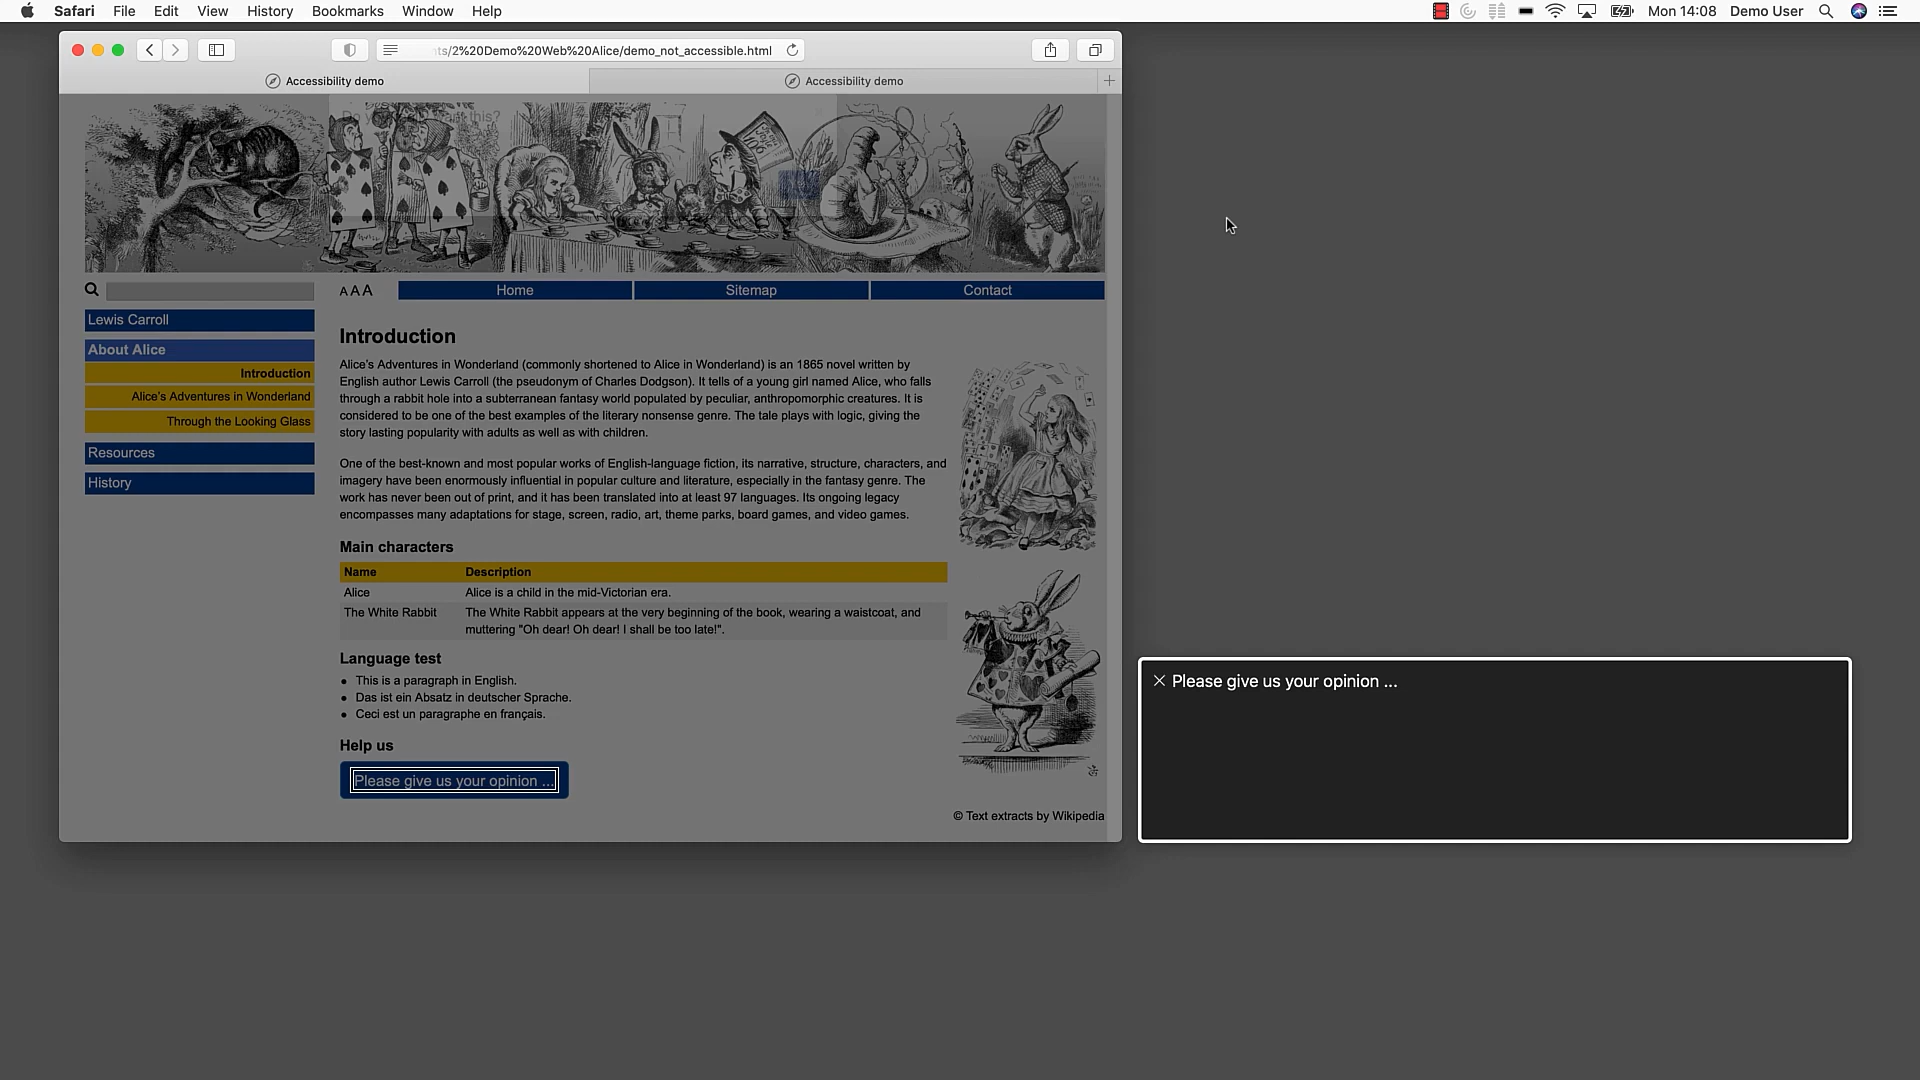 Safari File Edit View History Bookmarks Window Help Mon 14:08 Demo User
ts/2%20Demo%20Web%20Alice/demo_not_accessible.html
Accessibility demo Accessibility demo
AAA Home Sitemap Contact
Lewis Carroll
About Alice
Introduction
Alice's Adventures in Wonderland
Through the Looking Glass
Resources
History
Introduction
Alice's Adventures in Wonderland (commonly shortened to Alice in Wonderland) is an 1865 novel written by
English author Lewis Carroll (the pseudonym of Charles Dodgson). It tells of a young girl named Alice, who falls
through a rabbit hole into a subterranean fantasy world populated by peculiar, anthropomorphic creatures. It is
considered to be one of the best examples of the literary nonsense genre. The tale plays with logic, giving the
story lasting popularity with adults as well as with children.
One of the best-known and most popular works of English-language fiction, its narrative, structure, characters, and
imagery have been enormously influential in popular culture and literature, especially in the fantasy genre. The
work has never been out of print, and it has been translated into at least 97 languages. Its ongoing legacy
encompasses many adaptations for stage, screen, radio, art, theme parks, board games, and video games.
Main characters
Name Description
Alice Alice is a child in the mid-Victorian era.
The White Rabbit The White Rabbit appears at the very beginning of the book, wearing a waistcoat, and
muttering "Oh dear! Oh dear! I shall be too late!".
Language test
• This is a paragraph in English.
• Das ist ein Absatz in deutscher Sprache.
• Ceci est un paragraphe en français.
Help us
Please give us your opinion ...
© Text extracts by Wikipedia
Please give us your opinion ...